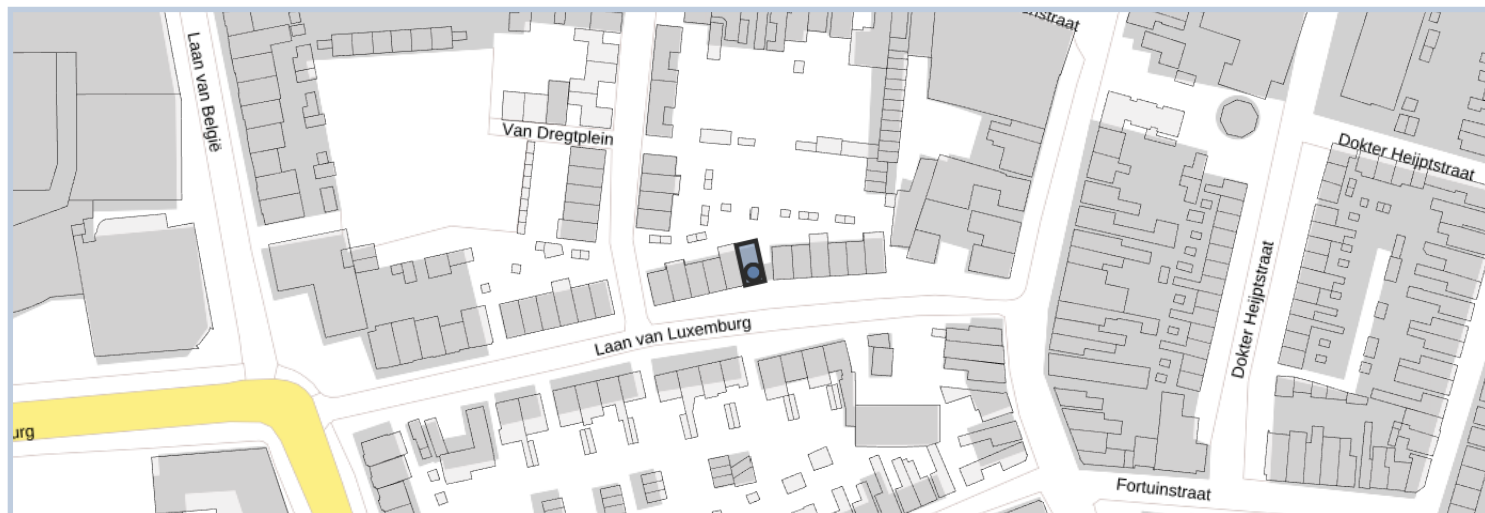 Laan van België
Van Dregtplein
Laan van Luxemburg
Dokter Heijptstraat
Dokter Heijptstraat
Fortuinstraat